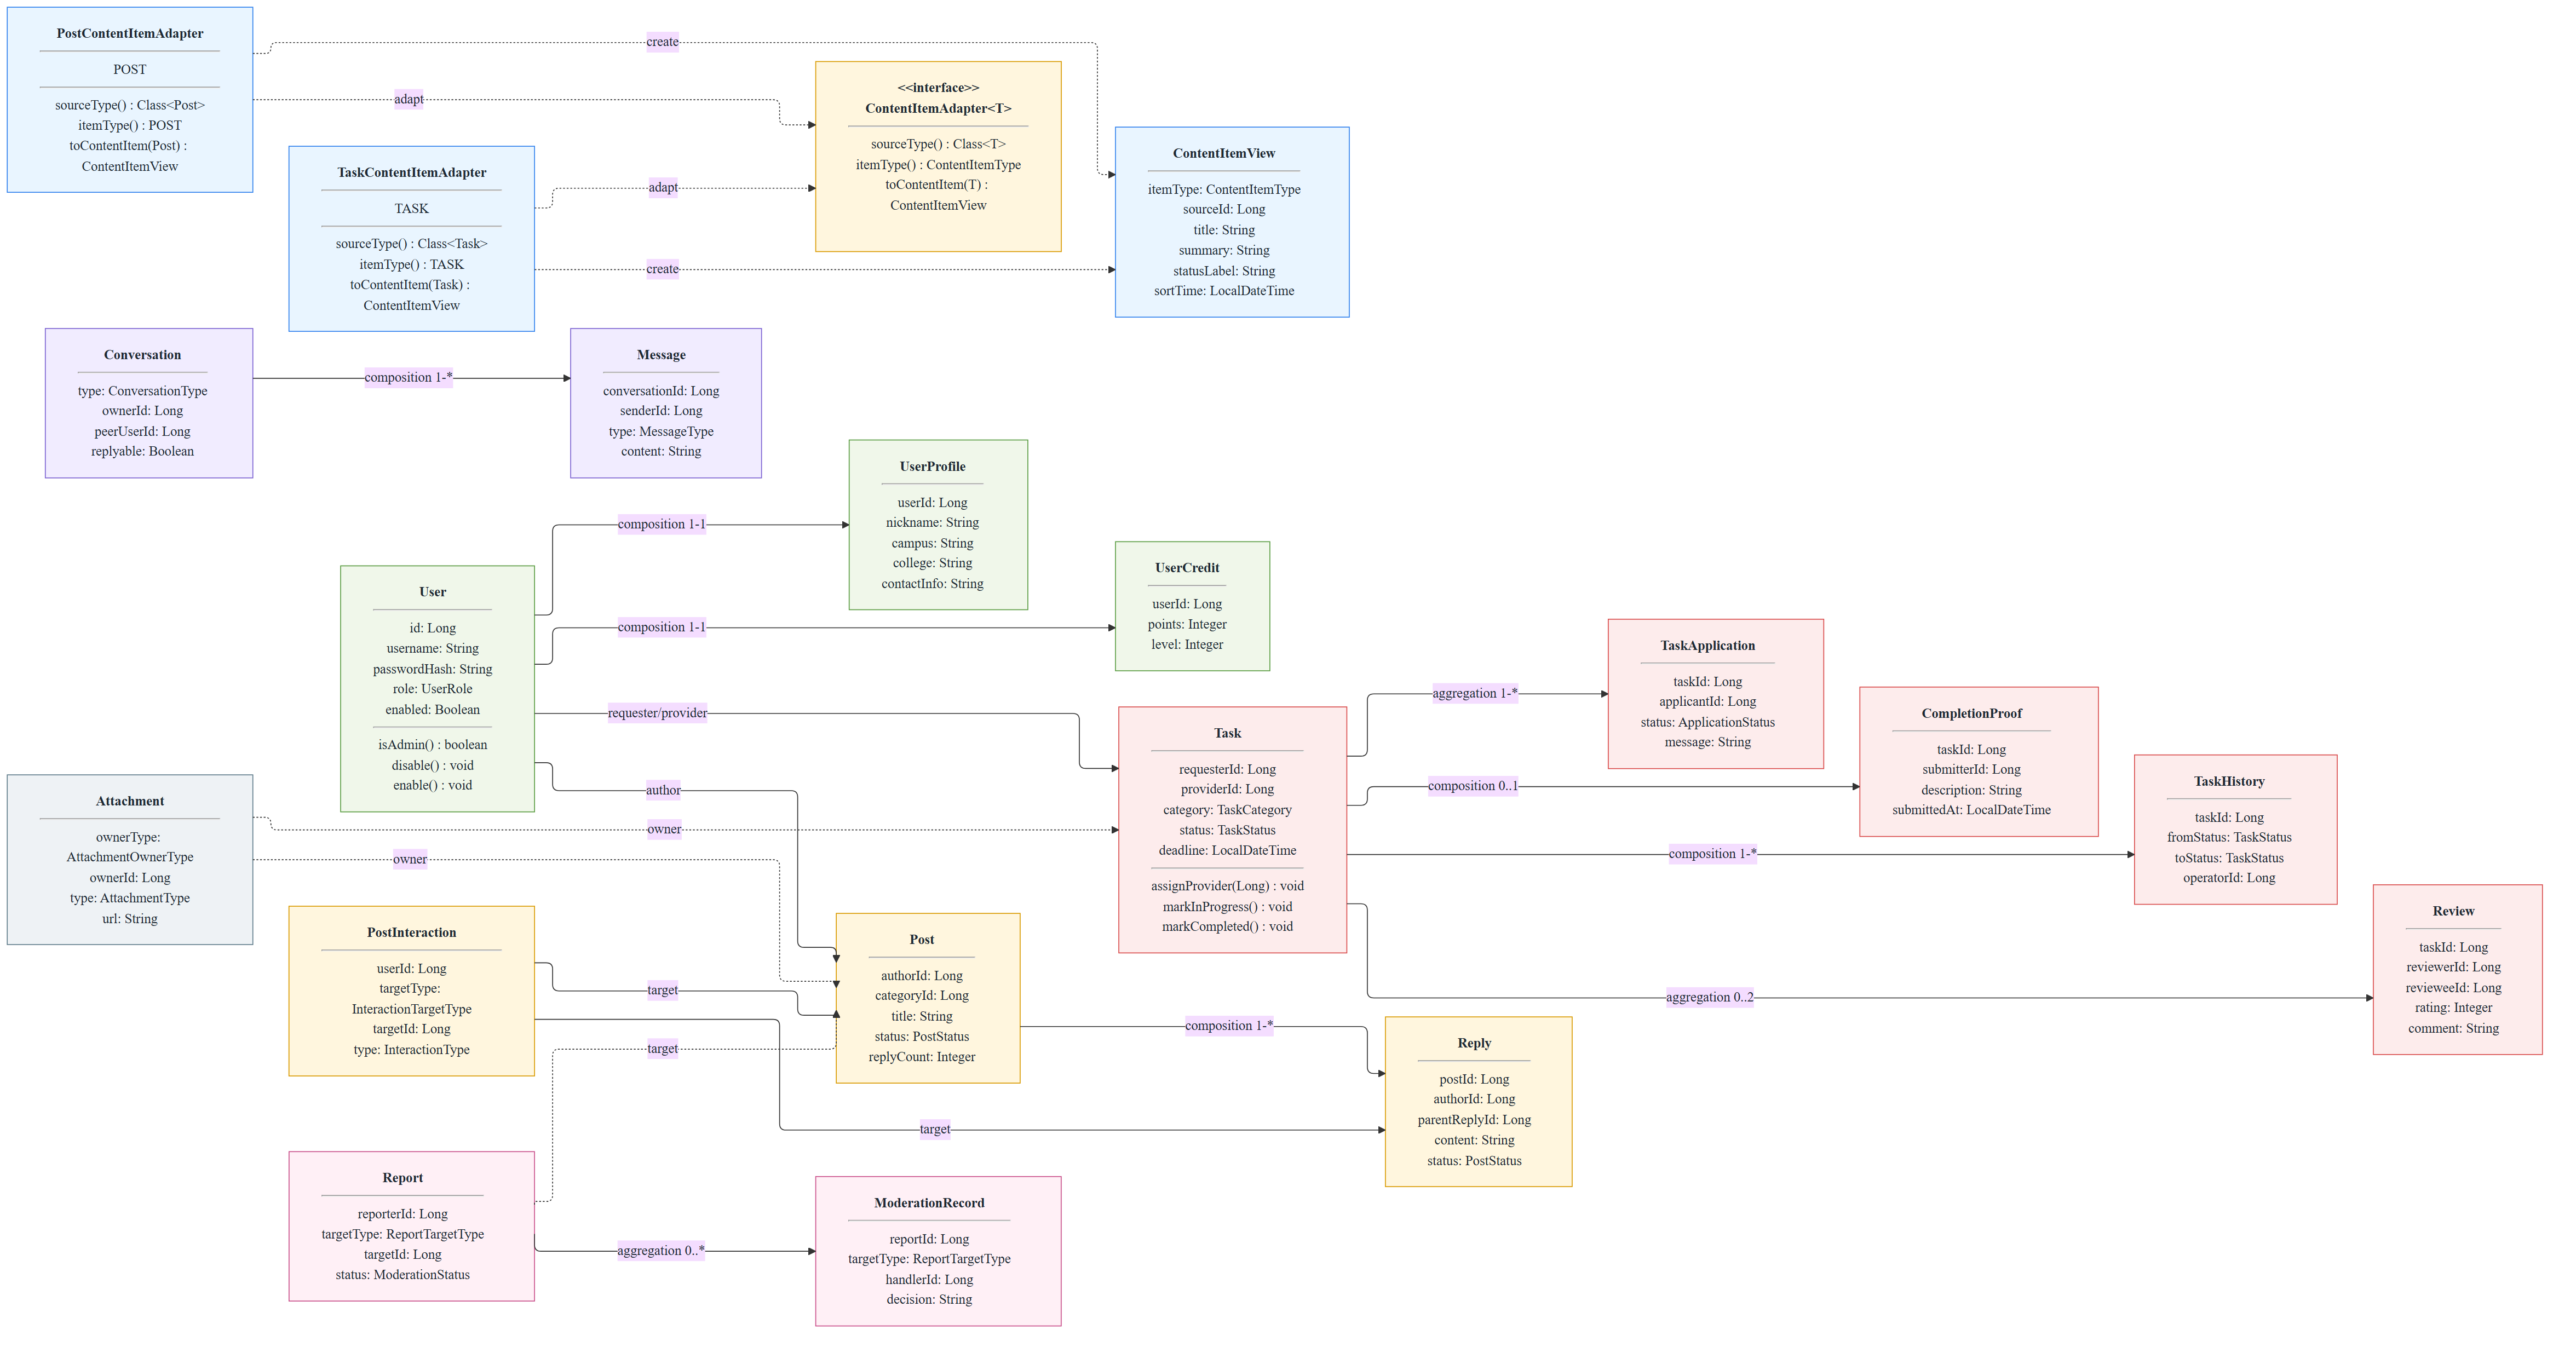 PostContentItemAdapter
POST
sourceType() : Class<Post>
itemType() : POST
toContentItem(Post) :
ContentItemView
create
adapt
<<interface>>
ContentItemAdapter<T>
sourceType() : Class<T>
itemType() : ContentItemType
toContentItem(T) :
ContentItemView
TaskContentItemAdapter
TASK
sourceType() : Class<Task>
itemType() : TASK
toContentItem(Task) :
ContentItemView
adapt
create
ContentItemView
itemType: ContentItemType
sourceId: Long
title: String
summary: String
statusLabel: String
sortTime: LocalDateTime
Conversation
type: ConversationType
ownerId: Long
peerUserId: Long
replyable: Boolean
composition 1-*
Message
conversationId: Long
senderId: Long
type: MessageType
content: String
UserProfile
userId: Long
nickname: String
campus: String
college: String
contactInfo: String
composition 1-1
User
id: Long
username: String
passwordHash: String
role: UserRole
enabled: Boolean
isAdmin() : boolean
disable() : void
enable() : void
composition 1-1
UserCredit
userId: Long
points: Integer
level: Integer
requester/provider
author
Task
requesterId: Long
providerId: Long
category: TaskCategory
status: TaskStatus
deadline: LocalDateTime
assignProvider(Long) : void
markInProgress() : void
markCompleted() : void
aggregation 1-*
TaskApplication
taskId: Long
applicantId: Long
status: ApplicationStatus
message: String
composition 0..1
CompletionProof
taskId: Long
submitterId: Long
description: String
submittedAt: LocalDateTime
composition 1-*
TaskHistory
taskId: Long
fromStatus: TaskStatus
toStatus: TaskStatus
operatorId: Long
aggregation 0..2
Review
taskId: Long
reviewerId: Long
revieweeId: Long
rating: Integer
comment: String
Attachment
ownerType:
AttachmentOwnerType
ownerId: Long
type: AttachmentType
url: String
owner
owner
PostInteraction
userId: Long
targetType:
InteractionTargetType
targetId: Long
type: InteractionType
target
target
Post
authorId: Long
categoryId: Long
title: String
status: PostStatus
replyCount: Integer
composition 1-*
Reply
postId: Long
authorId: Long
parentReplyId: Long
content: String
status: PostStatus
target
Report
reporterId: Long
targetType: ReportTargetType
targetId: Long
status: ModerationStatus
aggregation 0..*
ModerationRecord
reportId: Long
targetType: ReportTargetType
handlerId: Long
decision: String